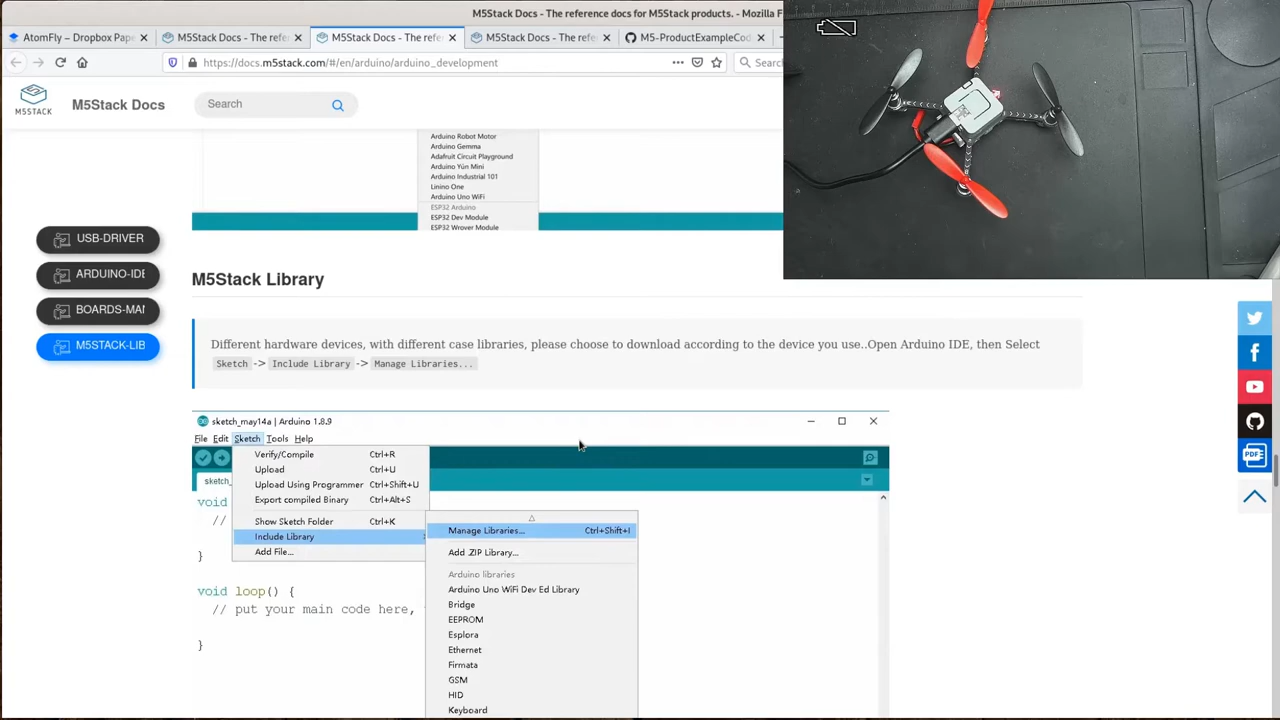 M5Stack Docs - The reference docs for M5Stack products. - Mozilla F
AtomFly – Dropbox Pape
M5Stack Docs - The refe
M5Stack Docs - The refe
M5Stack Docs - The refe
M5-ProductExampleCod
https://docs.m5stack.com/#/en/arduino/arduino_development
Search
M5STACK
M5Stack Docs
Search
Arduino Robot Motor
Arduino Gemma
Adafruit Circuit Playground
Arduino Yún Mini
Arduino Industrial 101
Linino One
Arduino Uno WiFi
ESP32 Arduino
ESP32 Dev Module
ESP32 Wrover Module
USB-DRIVER
ARDUINO-IDE
BOARDS-MAN
M5STACK-LIB
M5Stack Library
Different hardware devices, with different case libraries, please choose to download according to the device you use..Open Arduino IDE, then Select
Sketch -> Include Library -> Manage Libraries...
sketch_may14a | Arduino 1.8.9
File Edit Sketch Tools Help
Verify/Compile Ctrl+R
Upload Ctrl+U
Upload Using Programmer Ctrl+Shift+U
Export compiled Binary Ctrl+Alt+S
Show Sketch Folder Ctrl+K
Include Library
Add File...
sketch_
void
//
}
void loop() {
// put your main code here,
}
Manage Libraries... Ctrl+Shift+I
Add .ZIP Library...
Arduino libraries
Arduino Uno WiFi Dev Ed Library
Bridge
EEPROM
Esplora
Ethernet
Firmata
GSM
HID
Keyboard
PDF